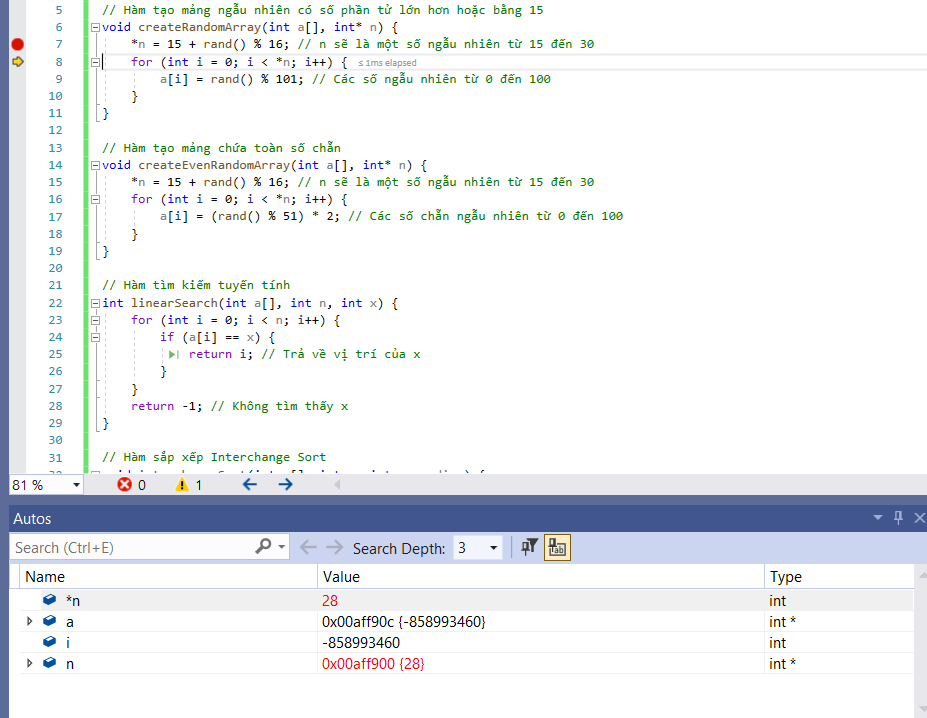 5 // Hàm tạo mảng ngẫu nhiên có số phần tử lớn hơn hoặc bằng 15
6 void createRandomArray(int a[], int* n) {
7 *n = 15 + rand() % 16; // n sẽ là một số ngẫu nhiên từ 15 đến 30
8 for (int i = 0; i < *n; i++) { ≤ 1ms elapsed
9 a[i] = rand() % 101; // Các số ngẫu nhiên từ 0 đến 100
10 }
11 }
12
13 // Hàm tạo mảng chứa toàn số chẵn
14 void createEvenRandomArray(int a[], int* n) {
15 *n = 15 + rand() % 16; // n sẽ là một số ngẫu nhiên từ 15 đến 30
16 for (int i = 0; i < *n; i++) {
17 a[i] = (rand() % 51) * 2; // Các số chẵn ngẫu nhiên từ 0 đến 100
18 }
19 }
20
21 // Hàm tìm kiếm tuyến tính
22 int linearSearch(int a[], int n, int x) {
23 for (int i = 0; i < n; i++) {
24 if (a[i] == x) {
25 return i; // Trả về vị trí của x
26 }
27 }
28 return -1; // Không tìm thấy x
29 }
30
31 // Hàm sắp xếp Interchange Sort
81 % 0 1
Autos
Search (Ctrl+E) Search Depth: 3
Name Value Type
*n 28 int
a 0x00aff90c {-858993460} int *
i -858993460 int
n 0x00aff900 {28} int *